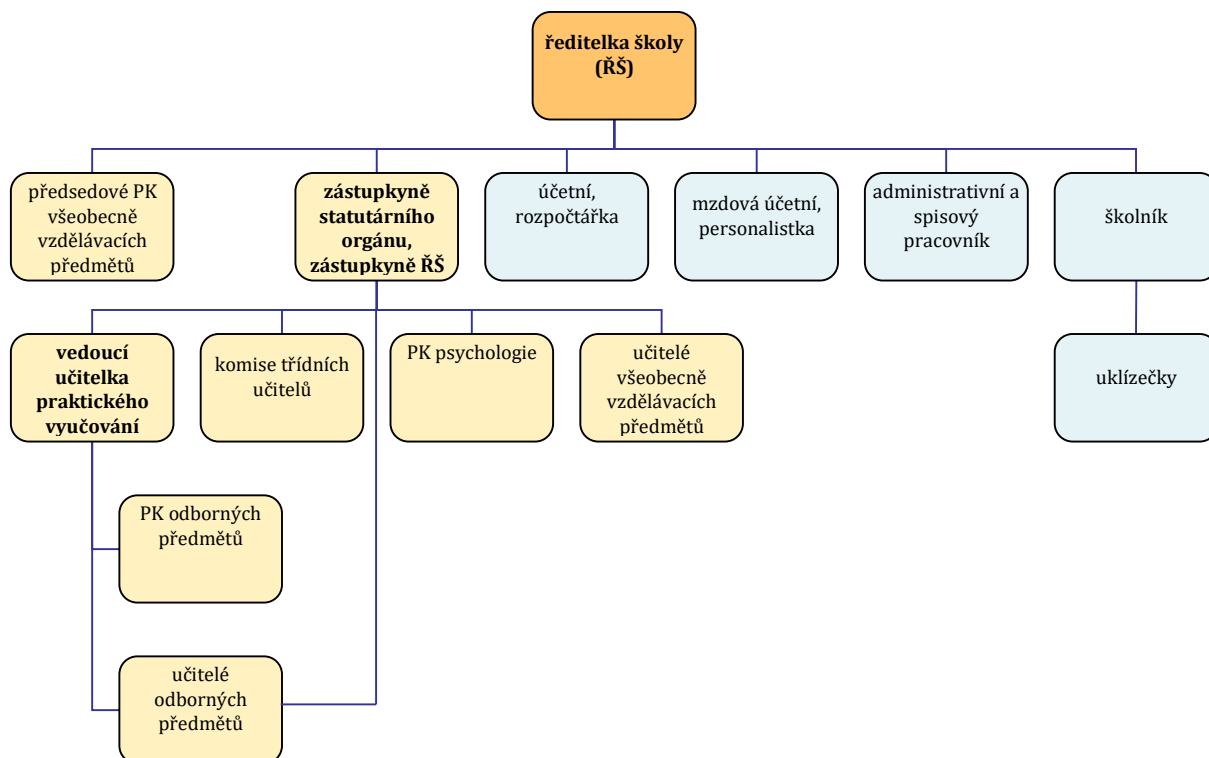 ředitelka školy
(ŘŠ)
předsedové PK
všeobecně
vzdělávacích
předmětů
zástupkyně
statutárního
orgánu,
zástupkyně ŘŠ
účetní,
rozpočtářka
mzdová účetní,
personalistka
administrativní a
spisový
pracovník
školník
vedoucí
učitelka
praktického
vyučování
komise třídních
učitelů
PK psychologie
učitelé
všeobecně
vzdělávacích
předmětů
uklízečky
PK odborných
předmětů
učitelé
odborných
předmětů